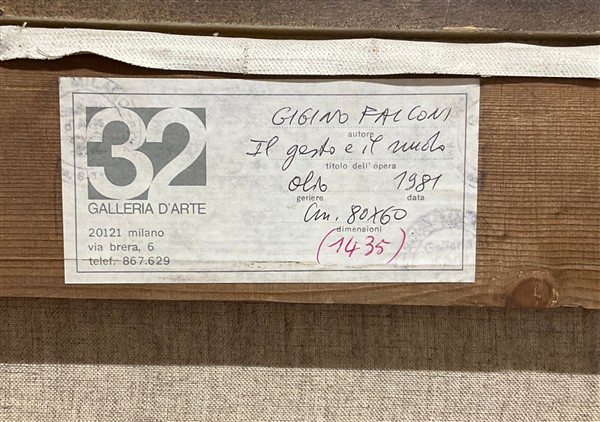 32
GALLERIA D'ARTE
20121 milano
via brera, 6
telef. 867.629
GIGINO FALCONI
autore
Il gesto e il nudo
titolo dell'opera
olio 1981
genere data
Cm. 80x60
dimensioni
(1435)